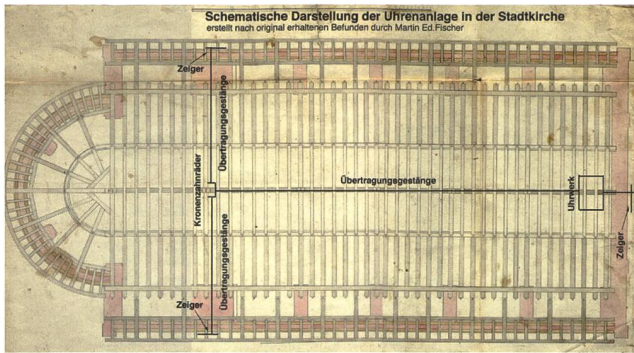 Schematische Darstellung der Uhrenanlage in der Stadtkirche
erstellt nach original erhaltenen Befunden durch Martin Ed.Fischer
Zeiger
Übertragungsgestänge
Kronenzahnräder
Übertragungsgestänge
Uhrwerk
Zeiger
Übertragungsgestänge
Zeiger